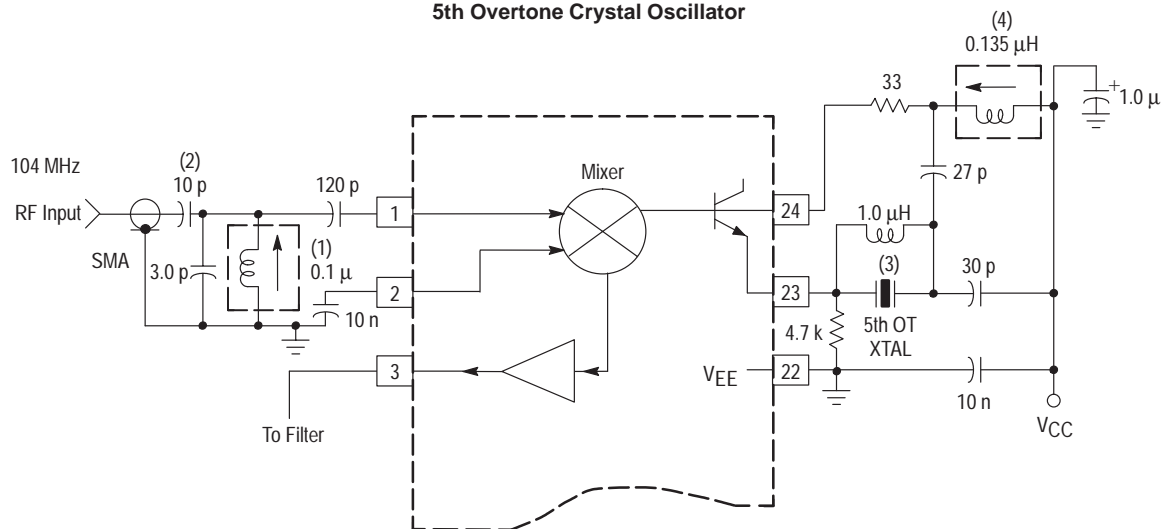 5th Overtone Crystal Oscillator
(4)
0.135 μH
33
+
1.0 μ
104 MHz
(2)
10 p
120 p
Mixer
27 p
RF Input
1
24
1.0 μH
SMA
3.0 p
(1)
0.1 μ
(3)
30 p
2
23
10 n
4.7 k
5th OT
XTAL
3
VEE
22
10 n
To Filter
VCC